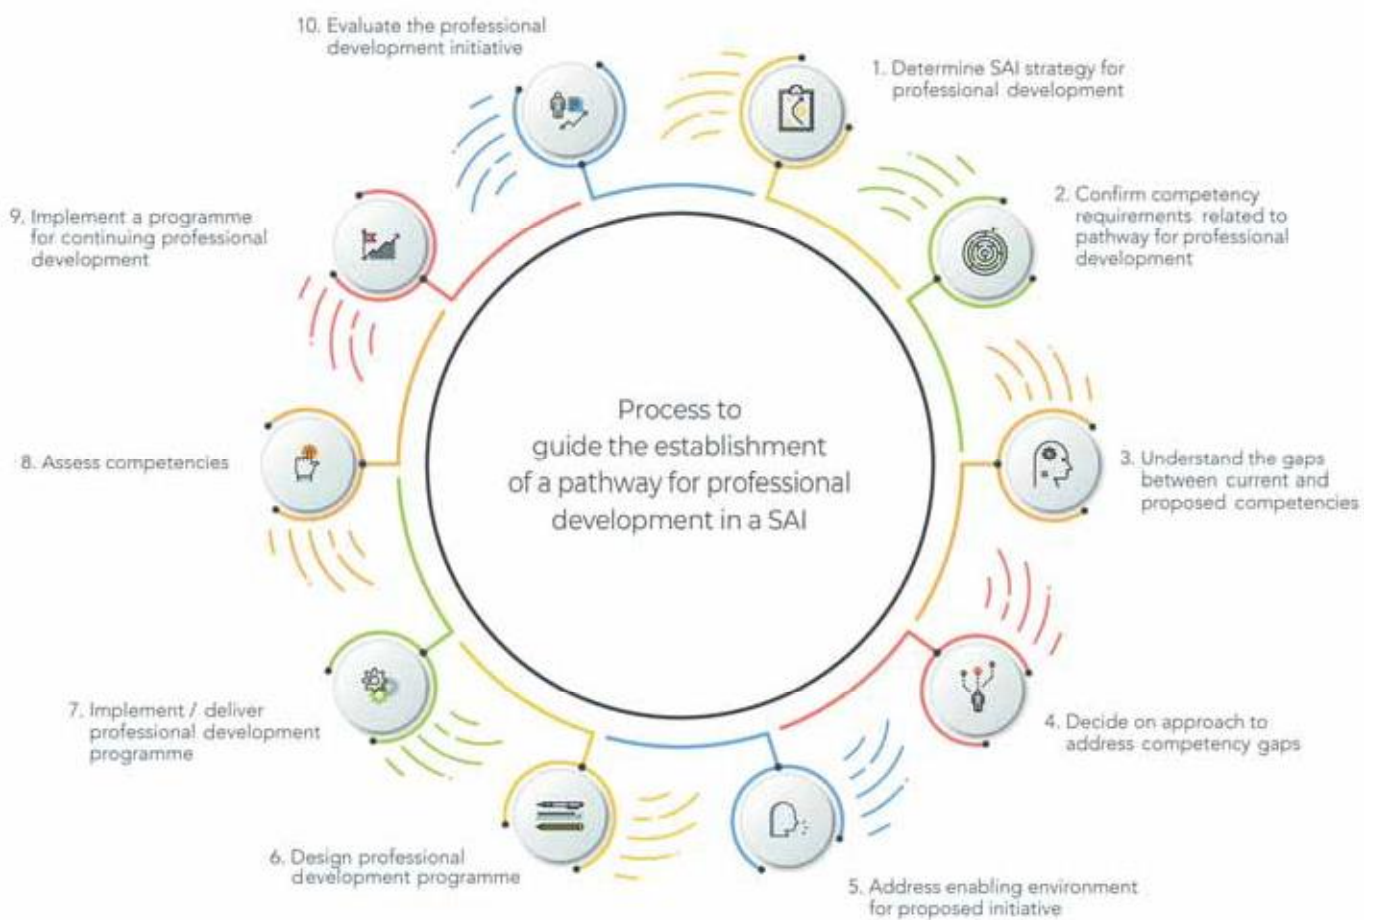 10. Evaluate the professional
development initiative
1. Determine SAI strategy for
professional development
2. Confirm competency
requirements related to
pathway for professional
development
3. Understand the gaps
between current and
proposed competencies
4. Decide on approach to
address competency gaps
5. Address enabling environment
for proposed initiative
6. Design professional
development programme
7. Implement / deliver
professional development
programme
8. Assess competencies
9. Implement a programme
for continuing professional
development
Process to
guide the establishment
of a pathway for professional
development in a SAI